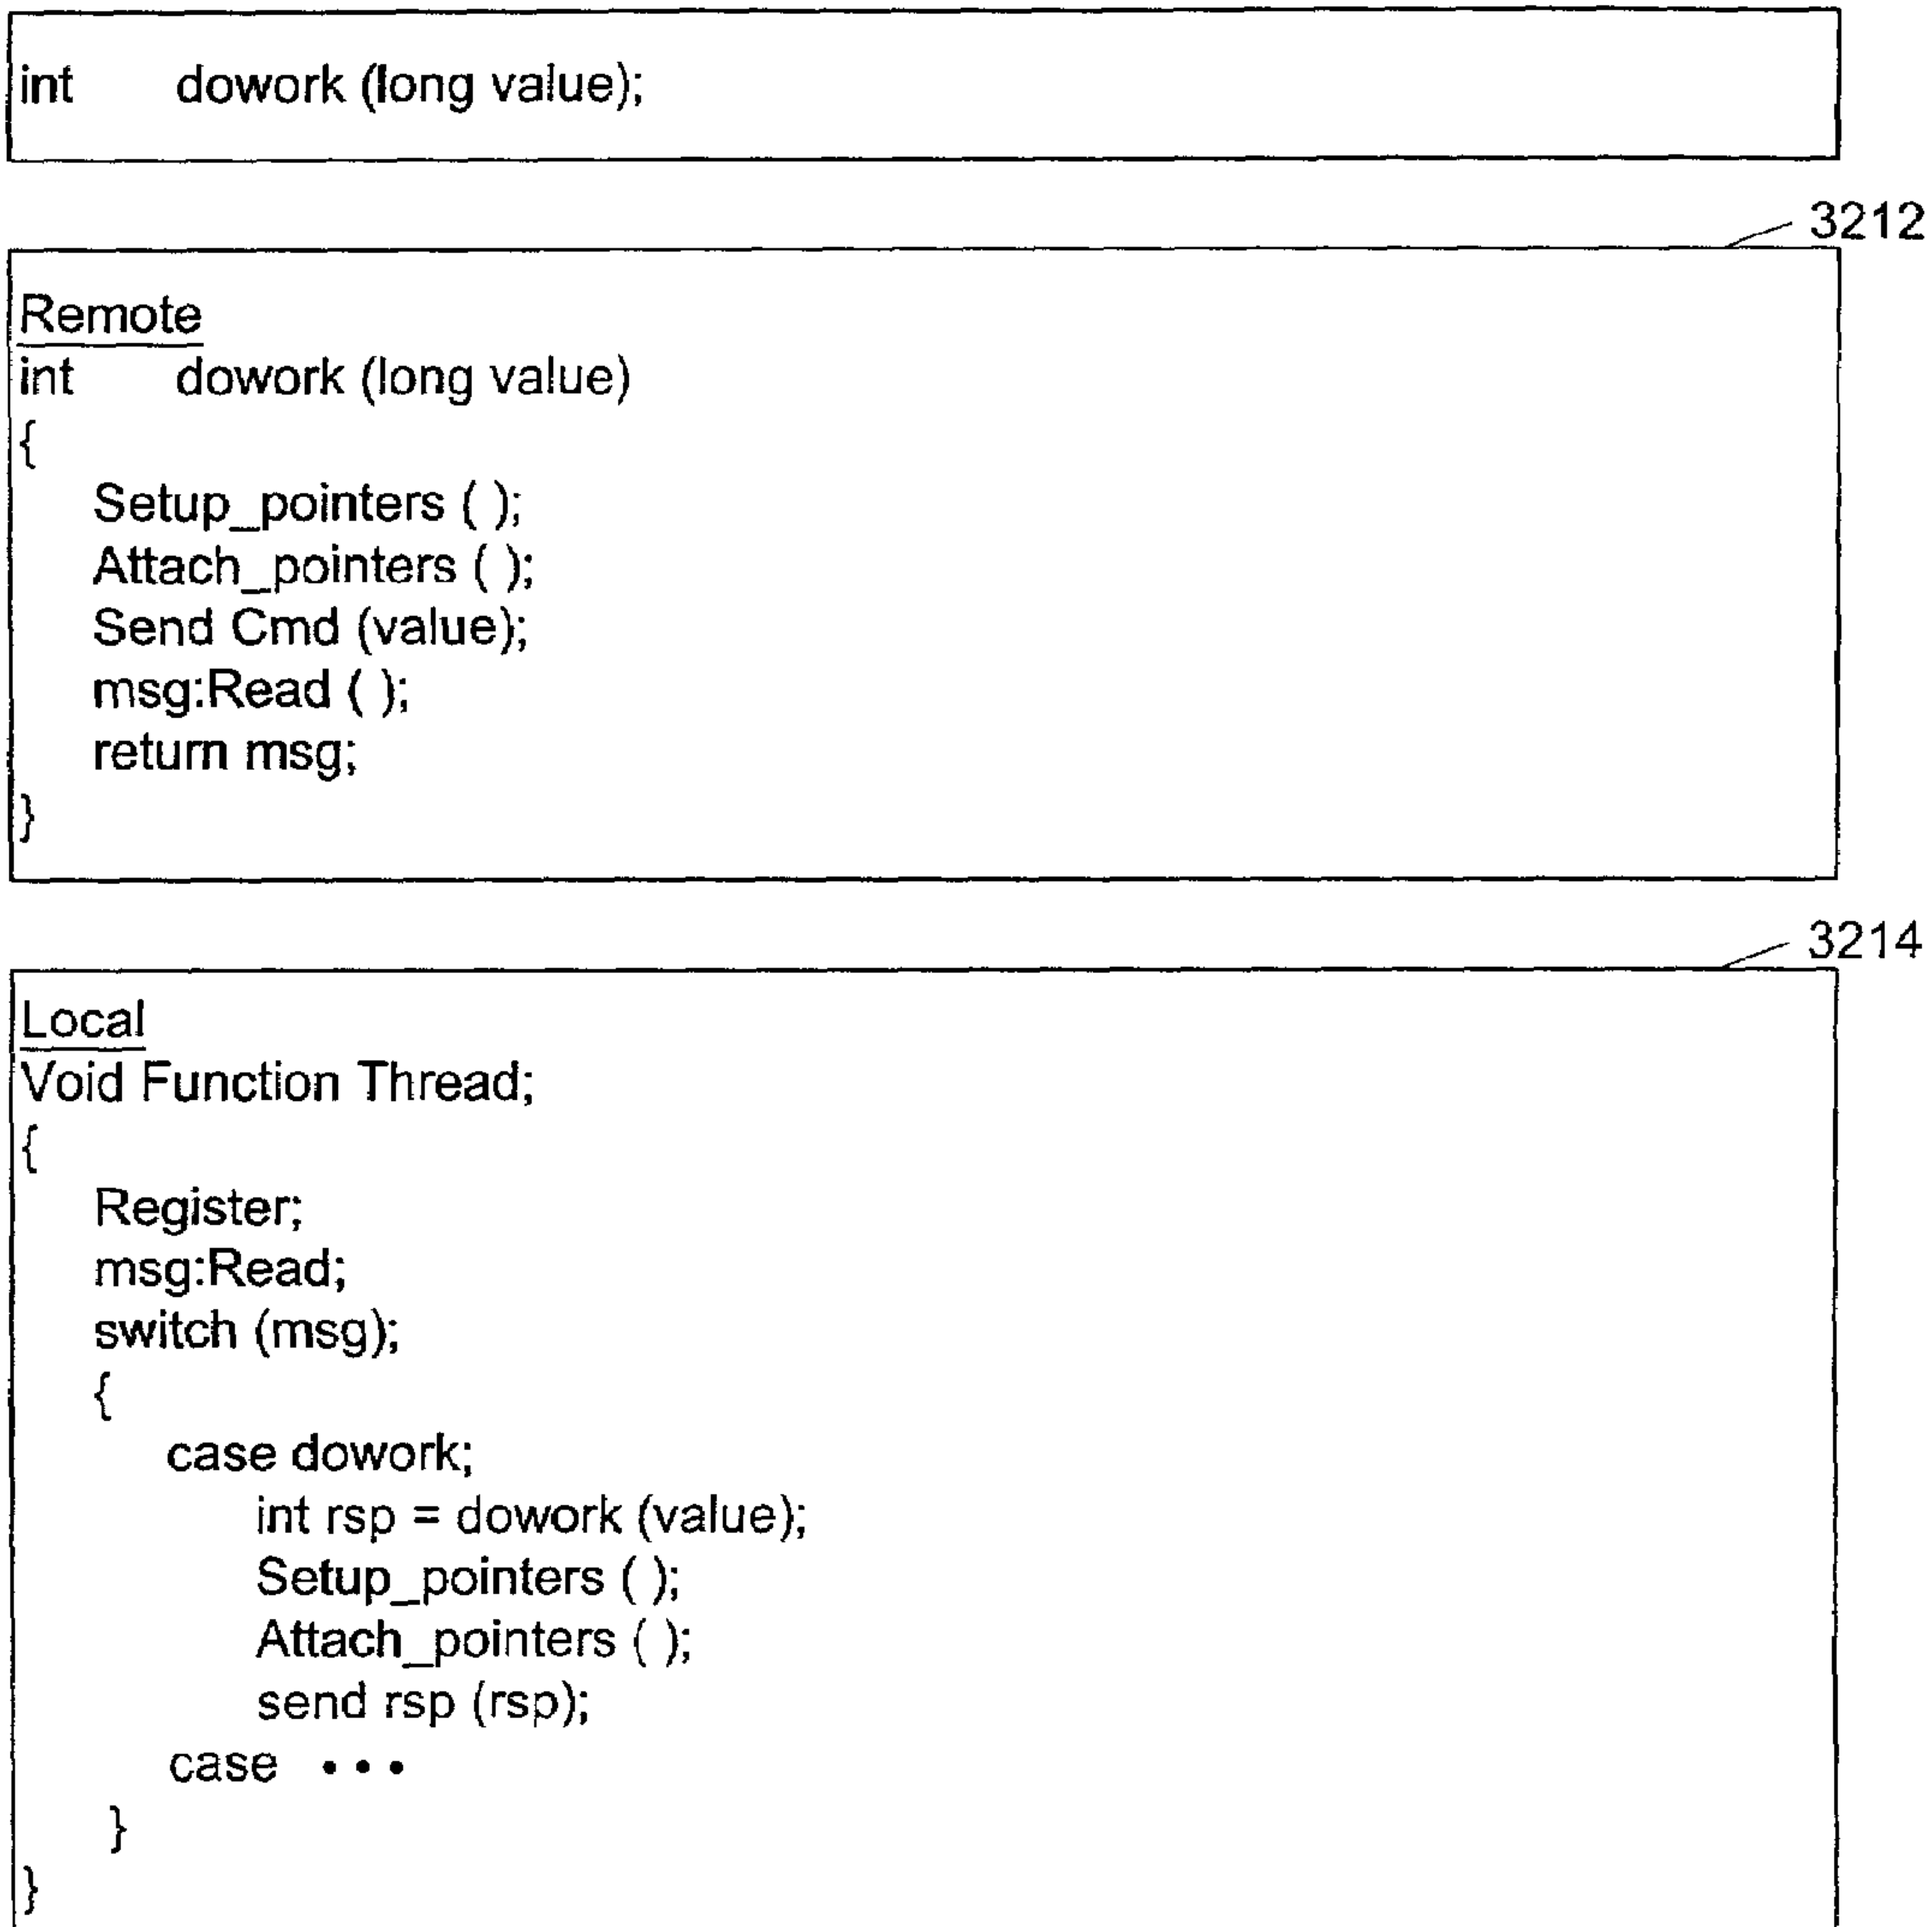 int dowork (long value);
3212
Remote
int dowork (long value)
{
Setup_pointers ( );
Attach_pointers ( );
Send Cmd (value);
msg:Read ( );
return msg;
}
3214
Local
Void Function Thread;
{
Register;
msg:Read;
switch (msg);
{
case dowork;
int rsp = dowork (value);
Setup_pointers ( );
Attach_pointers ( );
send rsp (rsp);
case •••
}
}